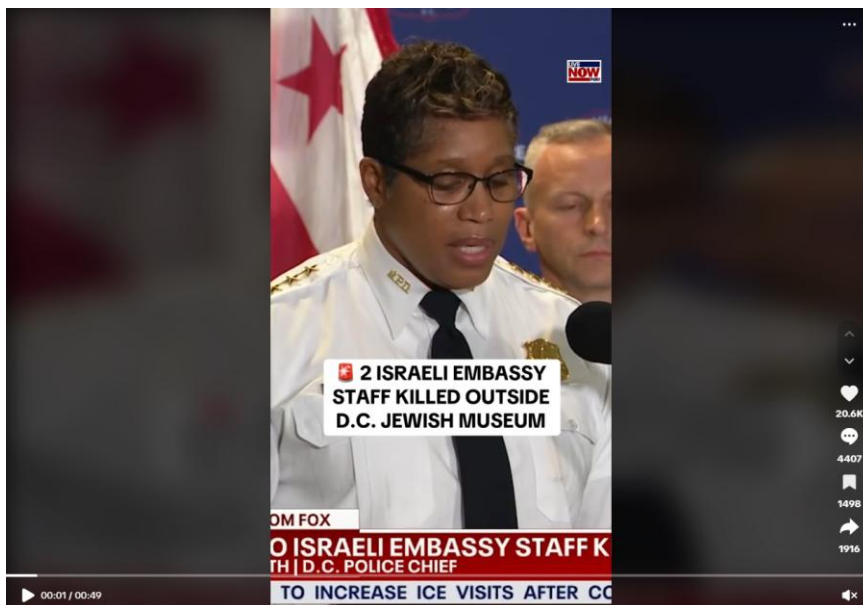 LIVE
NOW
M.P.D.
2 ISRAELI EMBASSY
STAFF KILLED OUTSIDE
D.C. JEWISH MUSEUM
20.6K
4407
1498
1916
OM FOX
O ISRAELI EMBASSY STAFF K
TH | D.C. POLICE CHIEF
TO INCREASE ICE VISITS AFTER CO
00:01 / 00:49